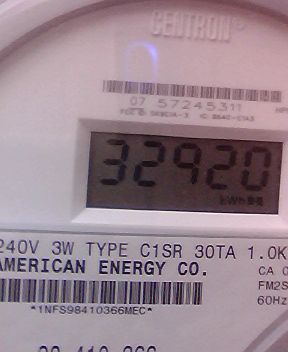 CENTRON®
07 57245311
32920
kWh
240V 3W TYPE C1SR 30TA 1.0K
AMERICAN ENERGY CO.
CA 0
FM2S
60Hz
*1NFS98410366MEC*